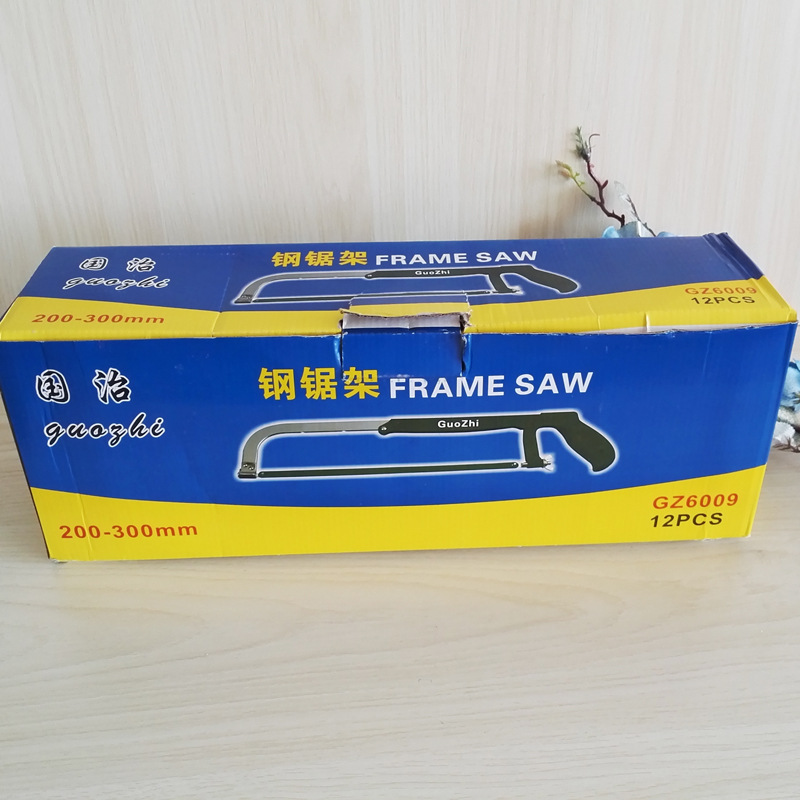 国治
guozhi
钢锯架 FRAME SAW
GuoZhi
200-300mm
GZ6009
12PCS
国治
guozhi
钢锯架 FRAME SAW
GuoZhi
200-300mm
GZ6009
12PCS